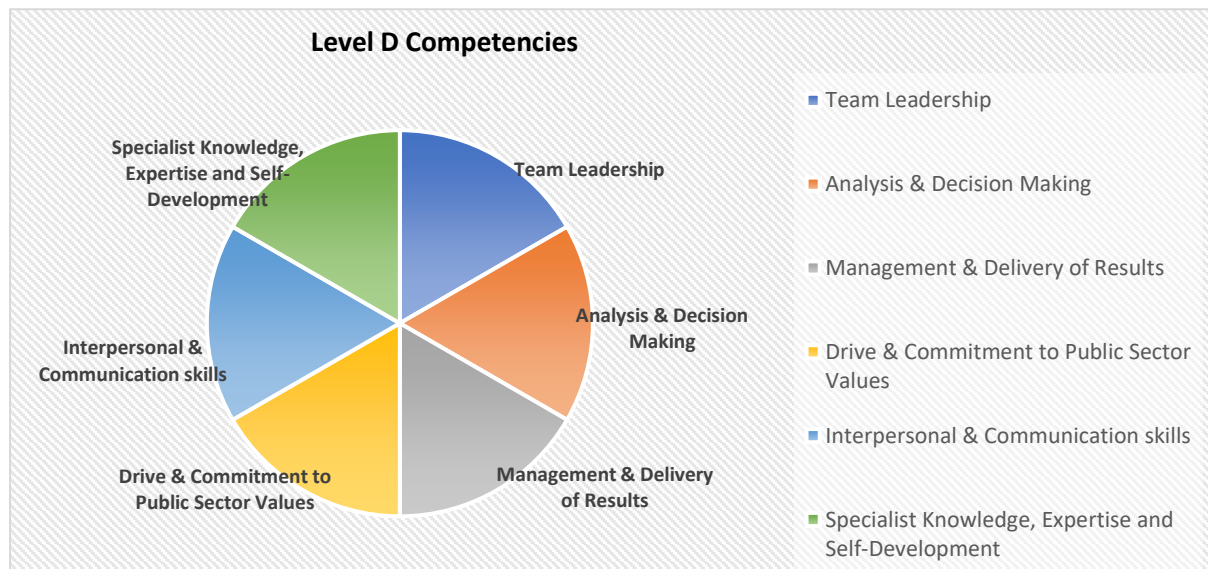 Level D Competencies
Specialist Knowledge,
Expertise and Self-
Development
Team Leadership
Analysis & Decision
Making
Interpersonal &
Communication skills
Drive & Commitment to
Public Sector Values
Management & Delivery
of Results
Team Leadership
Analysis & Decision Making
Management & Delivery of Results
Drive & Commitment to Public Sector
Values
Interpersonal & Communication skills
Specialist Knowledge, Expertise and
Self-Development